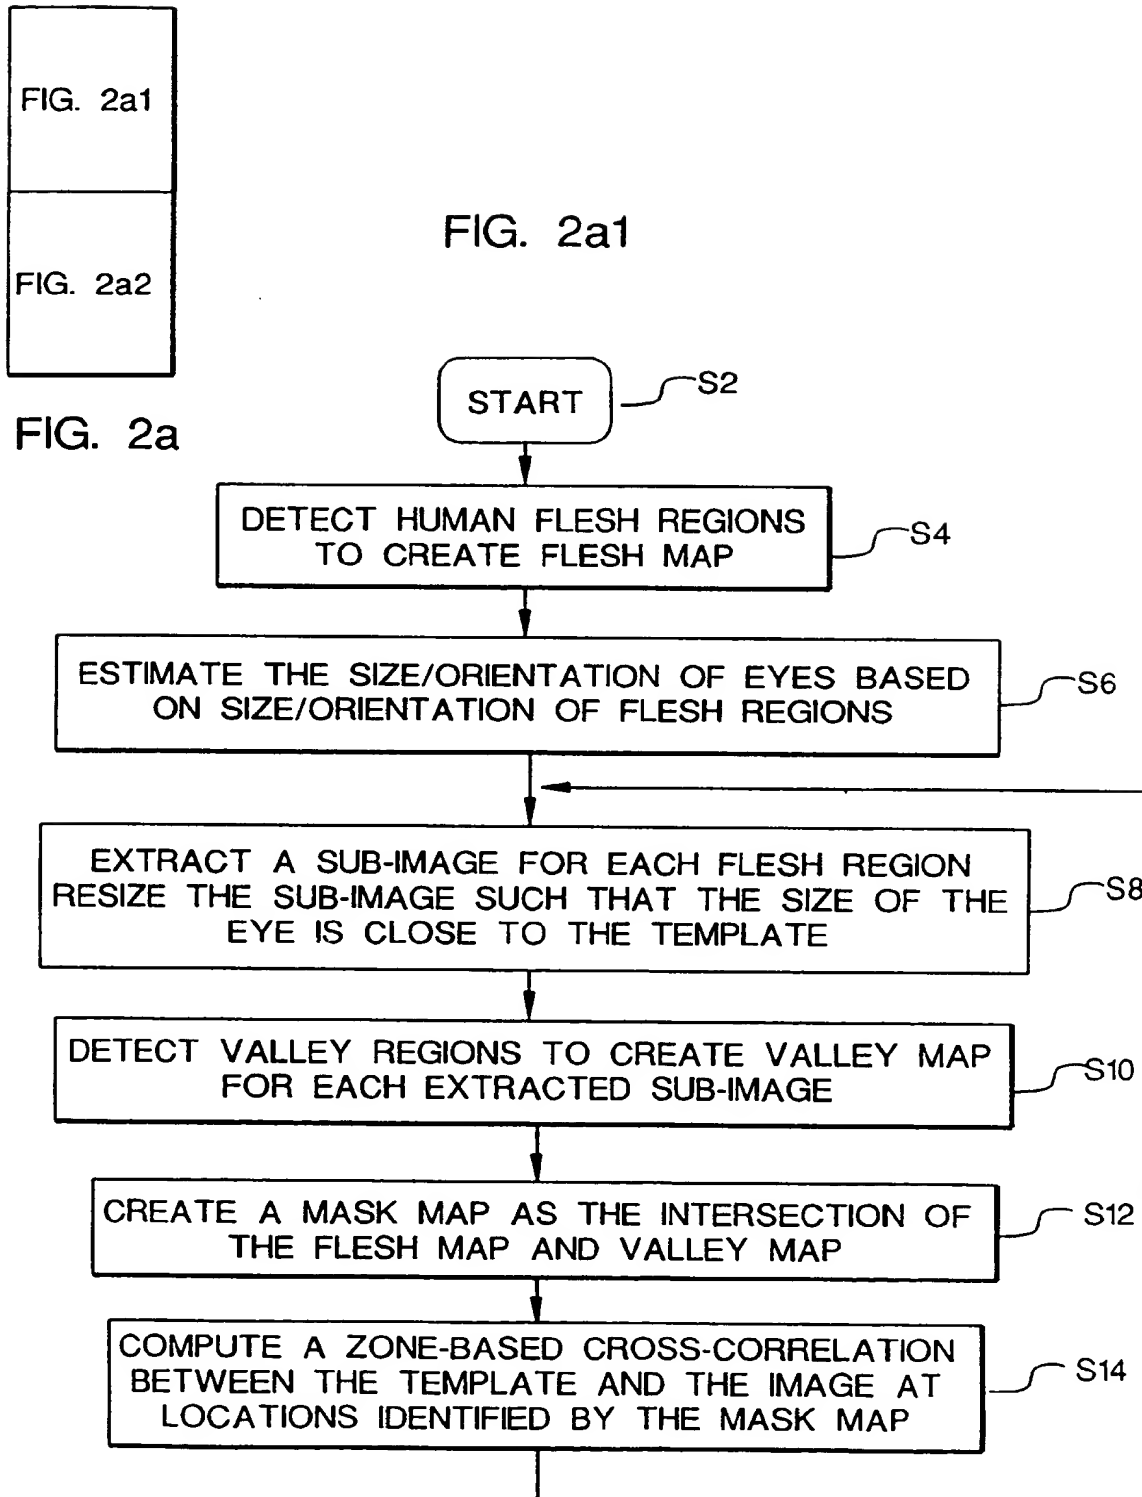 FIG. 2a1
FIG. 2a2
FIG. 2a
FIG. 2a1
START
S2
DETECT HUMAN FLESH REGIONS
TO CREATE FLESH MAP
S4
ESTIMATE THE SIZE/ORIENTATION OF EYES BASED
ON SIZE/ORIENTATION OF FLESH REGIONS
S6
EXTRACT A SUB-IMAGE FOR EACH FLESH REGION
RESIZE THE SUB-IMAGE SUCH THAT THE SIZE OF THE
EYE IS CLOSE TO THE TEMPLATE
S8
DETECT VALLEY REGIONS TO CREATE VALLEY MAP
FOR EACH EXTRACTED SUB-IMAGE
S10
CREATE A MASK MAP AS THE INTERSECTION OF
THE FLESH MAP AND VALLEY MAP
S12
COMPUTE A ZONE-BASED CROSS-CORRELATION
BETWEEN THE TEMPLATE AND THE IMAGE AT
LOCATIONS IDENTIFIED BY THE MASK MAP
S14